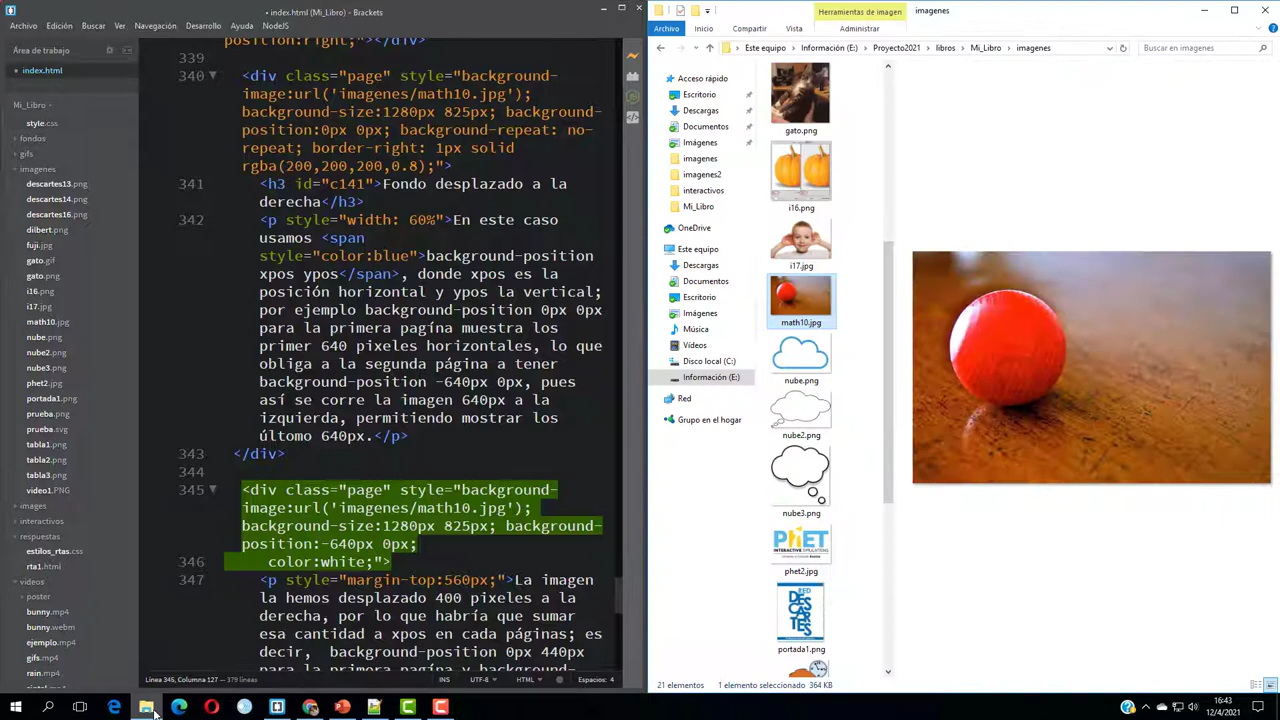 • index.html (Mi_Libro) - Brackets
Archivo Edición
Navegación Ver
Ayuda NodeJS
Área de
• index.html
Mi_Libro
style.css
fondos
gifs
imagenes
descartes13.png
descartes14.png
descartes16.png
dilbert.png
fuji.jpg
gato.gif
gato.png
i16.png
i17.jpg
math10.jpg
nube.png
nube2.png
nube3.png
phet2.jpg
portada1.png
prueba.png
prueba.svg
tabla1.png
tabla2.png
tabla3.png
video1.PNG
images
interactivos
respuestas
estilos_rtas.css
rta1.html
videos
poster
bunny.mp4
bunny.webm
ejemplo.mp4
gifs.mp4
rain.mp4
position:right;"></div>
<div class="page" style="background-
image:url('imagenes/math10.jpg');
background-size:1280px 825px; background-
position:0px 0px; background-repeat: no-
repeat; border-right: 1px solid
rgba(200,200,200,0.8);">
341 <h3 id="c141">Fondo desplazado a la
derecha</h3>
342 <p style="width: 60%">En este fondo
usamos <span
style="color:blue">background-position
xpos ypos</span>, donde xpos es la
posición horizontal y ypos la vertical;
por ejemplo background-position 0px 0px
para la primera pagína muestra los
primer 640 pixeles horizontales, lo que
obliga a la segunda página a tener
background-position -640px 0px, pues
así se corre la imagen 640px a la
izquierda, permitiendo mostrar los
último 640px.</p>
343 </div>
344
345 <div class="page" style="background-
image:url('imagenes/math10.jpg');
background-size:1280px 825px; background-
position:-640px 0px;
color:white;">
style="margin-top:560px;">La imagen
la hemos desplazado 400 pixeles a la
derecha, por lo que habría que sumar
esa cantidad a xpos en cada páginas; es
decir, background-position 0px 440px
para la primera pagína y background-
Línea 345, Columna 127 — 379 líneas
INS UTF-8 HTML Espacios: 4
Herramientas de imagen imagenes
Archivo Inicio Compartir Vista Administrar
Este equipo Información (E:) Proyecto2021 libros Mi_Libro imagenes
Buscar en imagenes
Acceso rápido
Escritorio
Descargas
Documentos
Imágenes
imagenes
imagenes2
interactivos
Mi_Libro
OneDrive
Este equipo
Descargas
Documentos
Escritorio
Imágenes
Música
Vídeos
Disco local (C:)
Información (E:)
Red
Grupo en el hogar
gato.png
i16.png
i17.jpg
math10.jpg
nube.png
nube2.png
nube3.png
PhET
INTERACTIVE SIMULATIONS
phet2.jpg
RED
DESCARTES
portada1.png
21 elementos 1 elemento seleccionado 364 KB
16:43
12/4/2021